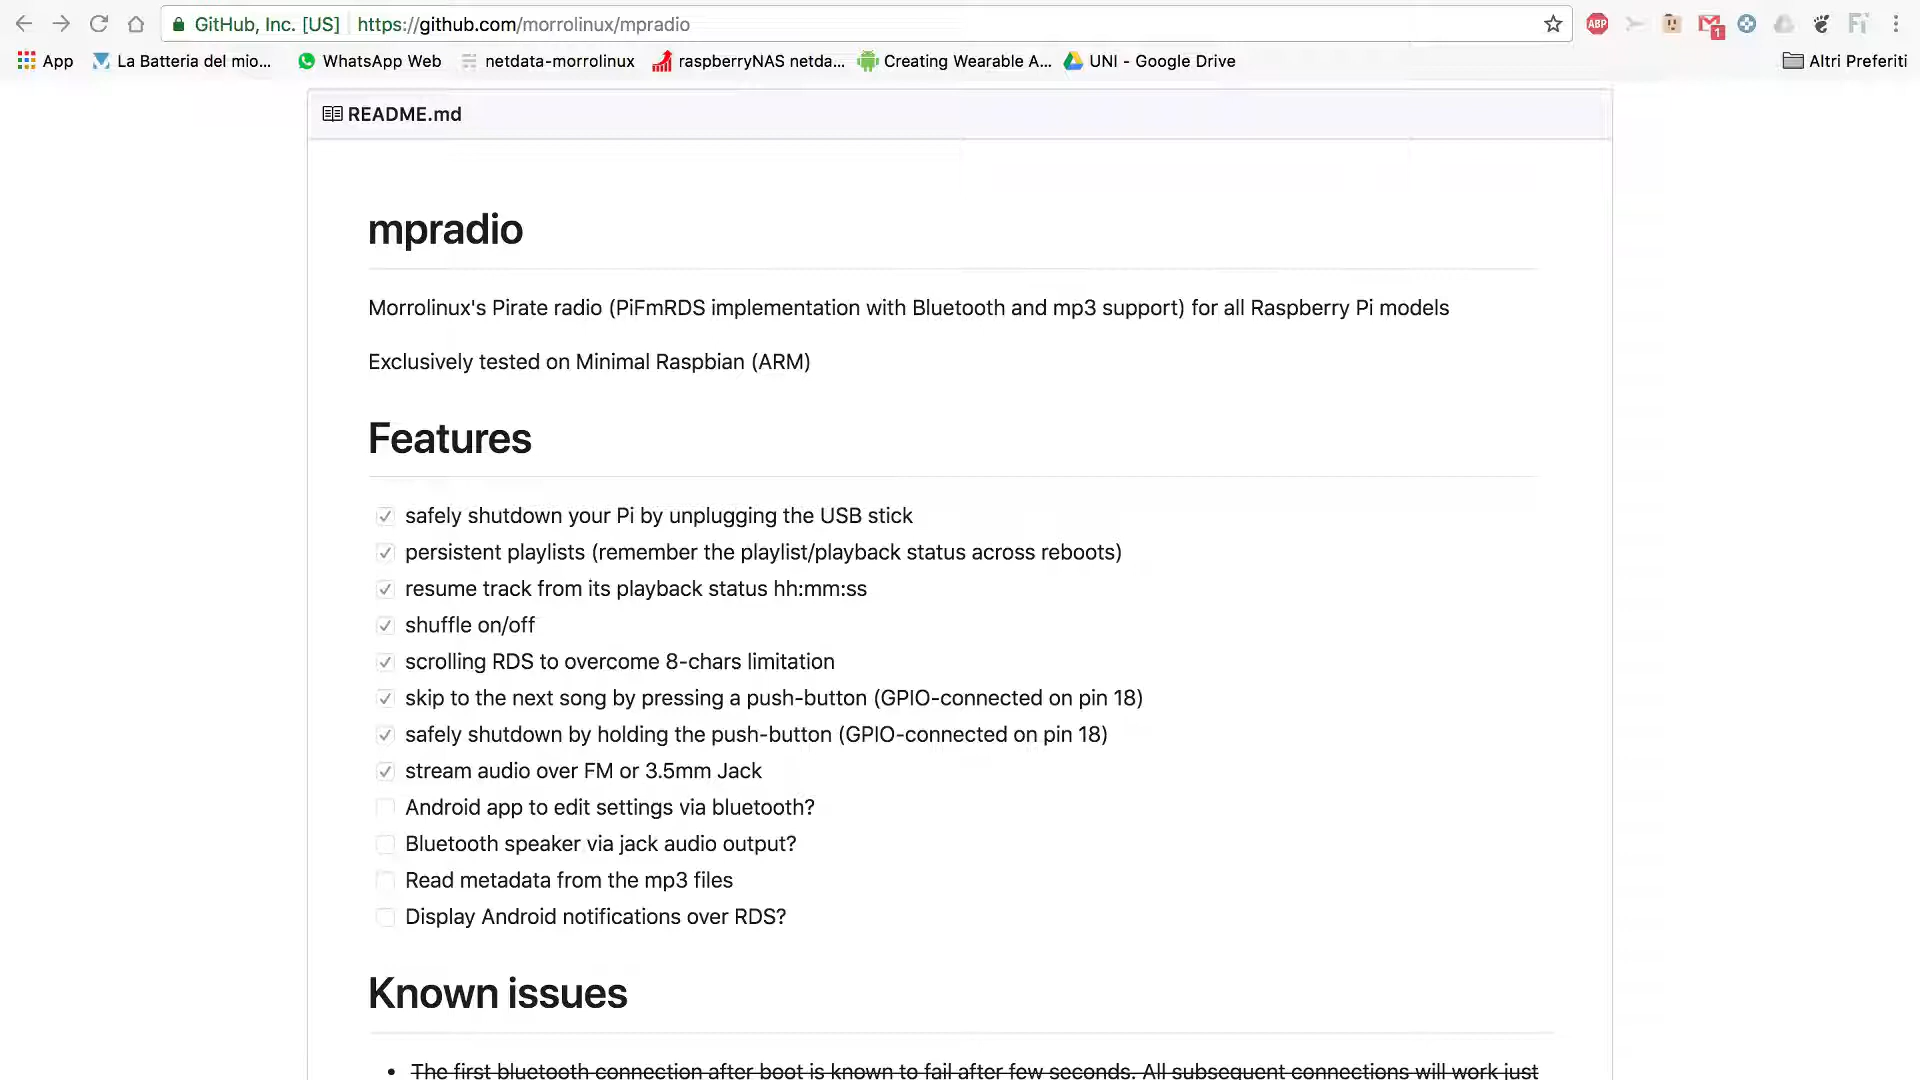 GitHub, Inc. [US] https://github.com/morrolinux/mpradio ABP 1
App La Batteria del mio... WhatsApp Web netdata-morrolinux raspberryNAS netda... Creating Wearable A... UNI - Google Drive Altri Preferiti
README.md
mpradio
Morrolinux's Pirate radio (PiFmRDS implementation with Bluetooth and mp3 support) for all Raspberry Pi models
Exclusively tested on Minimal Raspbian (ARM)
Features
safely shutdown your Pi by unplugging the USB stick
persistent playlists (remember the playlist/playback status across reboots)
resume track from its playback status hh:mm:ss
shuffle on/off
scrolling RDS to overcome 8-chars limitation
skip to the next song by pressing a push-button (GPIO-connected on pin 18)
safely shutdown by holding the push-button (GPIO-connected on pin 18)
stream audio over FM or 3.5mm Jack
Android app to edit settings via bluetooth?
Bluetooth speaker via jack audio output?
Read metadata from the mp3 files
Display Android notifications over RDS?
Known issues
The first bluetooth connection after boot is known to fail after few seconds. All subsequent connections will work just